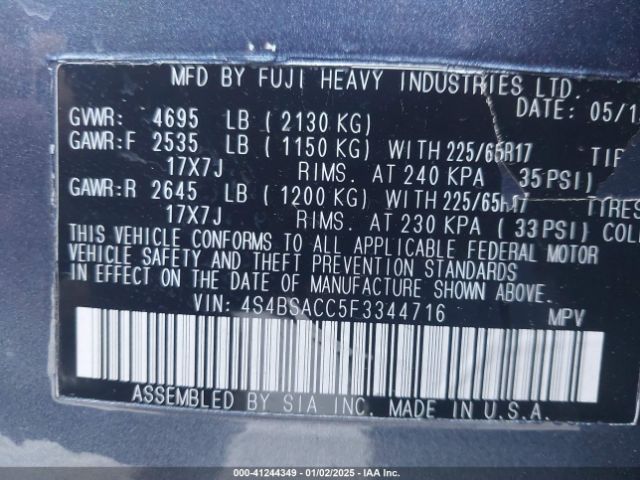 MFD BY FUJI HEAVY INDUSTRIES LTD.
DATE: 05/1
GVWR: 4695 LB (2130 KG)
GAWR:F 2535 LB (1150 KG) WITH 225/65R17
17X7J RIMS. AT 240 KPA 35PSI)
GAWR:R 2645 LB (1200 KG) WITH 225/65R17 TYRES
17X7J RIMS. AT 230 KPA (33PSI) COL
THIS VEHICLE CONFORMS TO ALL APPLICABLE FEDERAL MOTOR
VEHICLE SAFETY AND THEFT PREVENTION STANDARDS
IN EFFECT ON THE DATE OF MANUFACTURE SHOWN ABOVE.
VIN: 4S4BSACC5F3344716 MPV
ASSEMBLED BY SIA INC. MADE IN U.S.A.
000-41244349 - 01/02/2025 - IAA Inc.